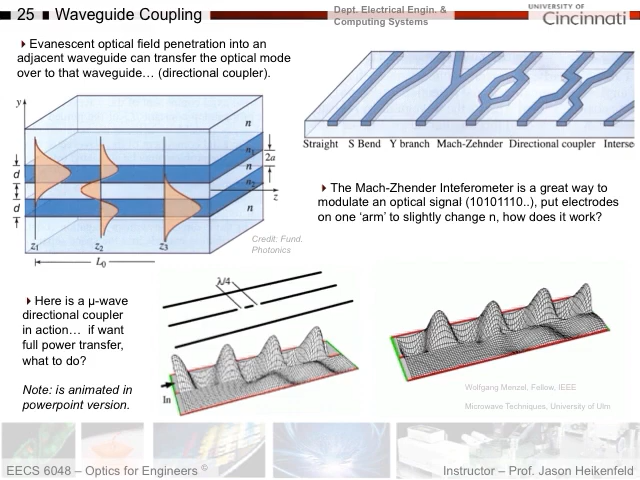 25 Waveguide Coupling
Dept. Electrical Engin. &
Computing Systems
UNIVERSITY OF
Cincinnati
Evanescent optical field penetration into an
adjacent waveguide can transfer the optical mode
over to that waveguide… (directional coupler).
y
n
n₁
2a
n
n₂
z
n
d
d
z₁ z₂ z₃
L₀
Credit: Fund.
Photonics
Straight S Bend Y branch Mach-Zehnder Directional coupler Interse
The Mach-Zhender Inteferometer is a great way to
modulate an optical signal (10101110..), put electrodes
on one ‘arm’ to slightly change n, how does it work?
Here is a μ-wave
directional coupler
in action… if want
full power transfer,
what to do?
Note: is animated in
powerpoint version.
λ/4
In
Wolfgang Menzel, Fellow, IEEE
Microwave Techniques, University of Ulm
EECS 6048 – Optics for Engineers ©
Instructor – Prof. Jason Heikenfeld